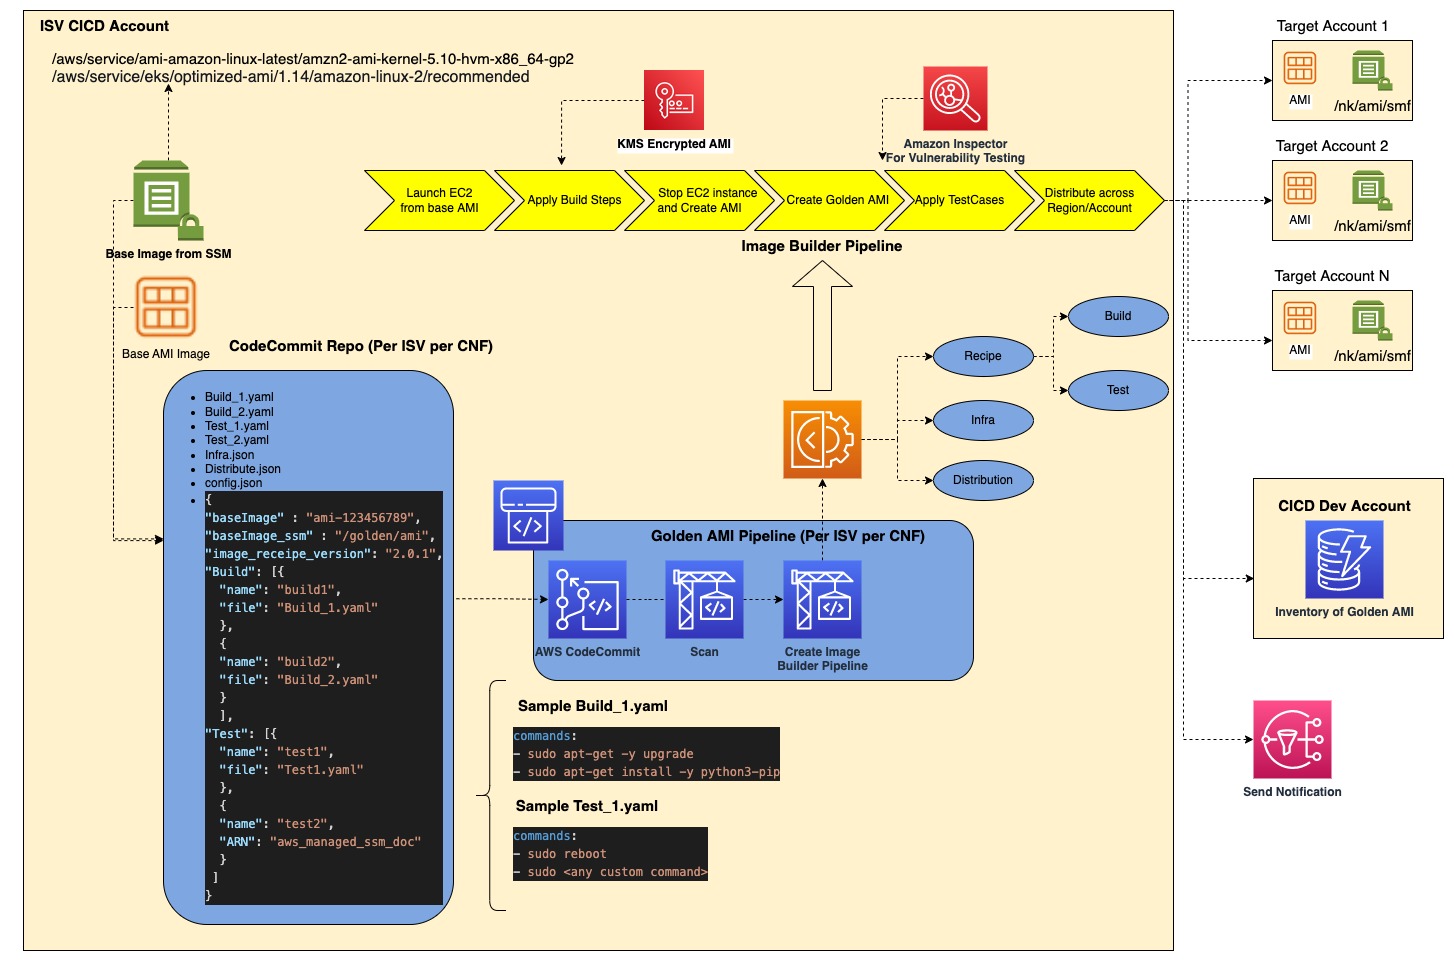 ISV CICD Account
/aws/service/ami-amazon-linux-latest/amzn2-ami-kernel-5.10-hvm-x86_64-gp2
/aws/service/eks/optimized-ami/1.14/amazon-linux-2/recommended
KMS Encrypted AMI
Amazon Inspector
For Vulnerability Testing
Launch EC2
from base AMI
Apply Build Steps
Stop EC2 instance
and Create AMI
Create Golden AMI
Apply TestCases
Distribute across
Region/Account
Image Builder Pipeline
Base Image from SSM
Base AMI Image
CodeCommit Repo (Per ISV per CNF)
• Build_1.yaml
• Build_2.yaml
• Test_1.yaml
• Test_2.yaml
• Infra.json
• Distribute.json
• config.json
• {
"baseImage" : "ami-123456789",
"baseImage_ssm" : "/golden/ami",
"image_receipe_version": "2.0.1",
"Build": [{
"name": "build1",
"file": "Build_1.yaml"
},
{
"name": "build2",
"file": "Build_2.yaml"
}
],
"Test": [{
"name": "test1",
"file": "Test1.yaml"
},
{
"name": "test2",
"ARN": "aws_managed_ssm_doc"
}
]
}
Recipe
Build
Test
Infra
Distribution
Golden AMI Pipeline (Per ISV per CNF)
AWS CodeCommit
Scan
Create Image
Builder Pipeline
Sample Build_1.yaml
commands:
– sudo apt-get -y upgrade
– sudo apt-get install -y python3-pip
Sample Test_1.yaml
commands:
– sudo reboot
– sudo <any custom command>
Target Account 1
AMI
/nk/ami/smf
Target Account 2
AMI
/nk/ami/smf
Target Account N
AMI
/nk/ami/smf
CICD Dev Account
Inventory of Golden AMI
Send Notification